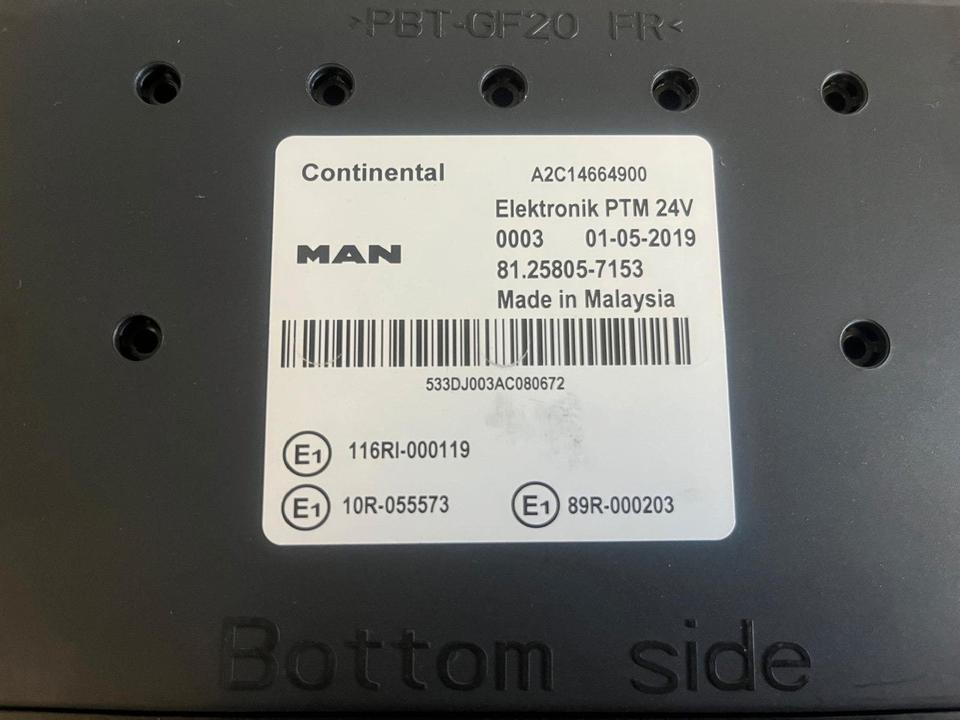 >PBT-GF20 FR<
Continental A2C14664900
Elektronik PTM 24V
0003 01-05-2019
MAN
81.25805-7153
Made in Malaysia
533DJ003AC080672
E1 116RI-000119
E1 10R-055573 E1 89R-000203
Bottom side